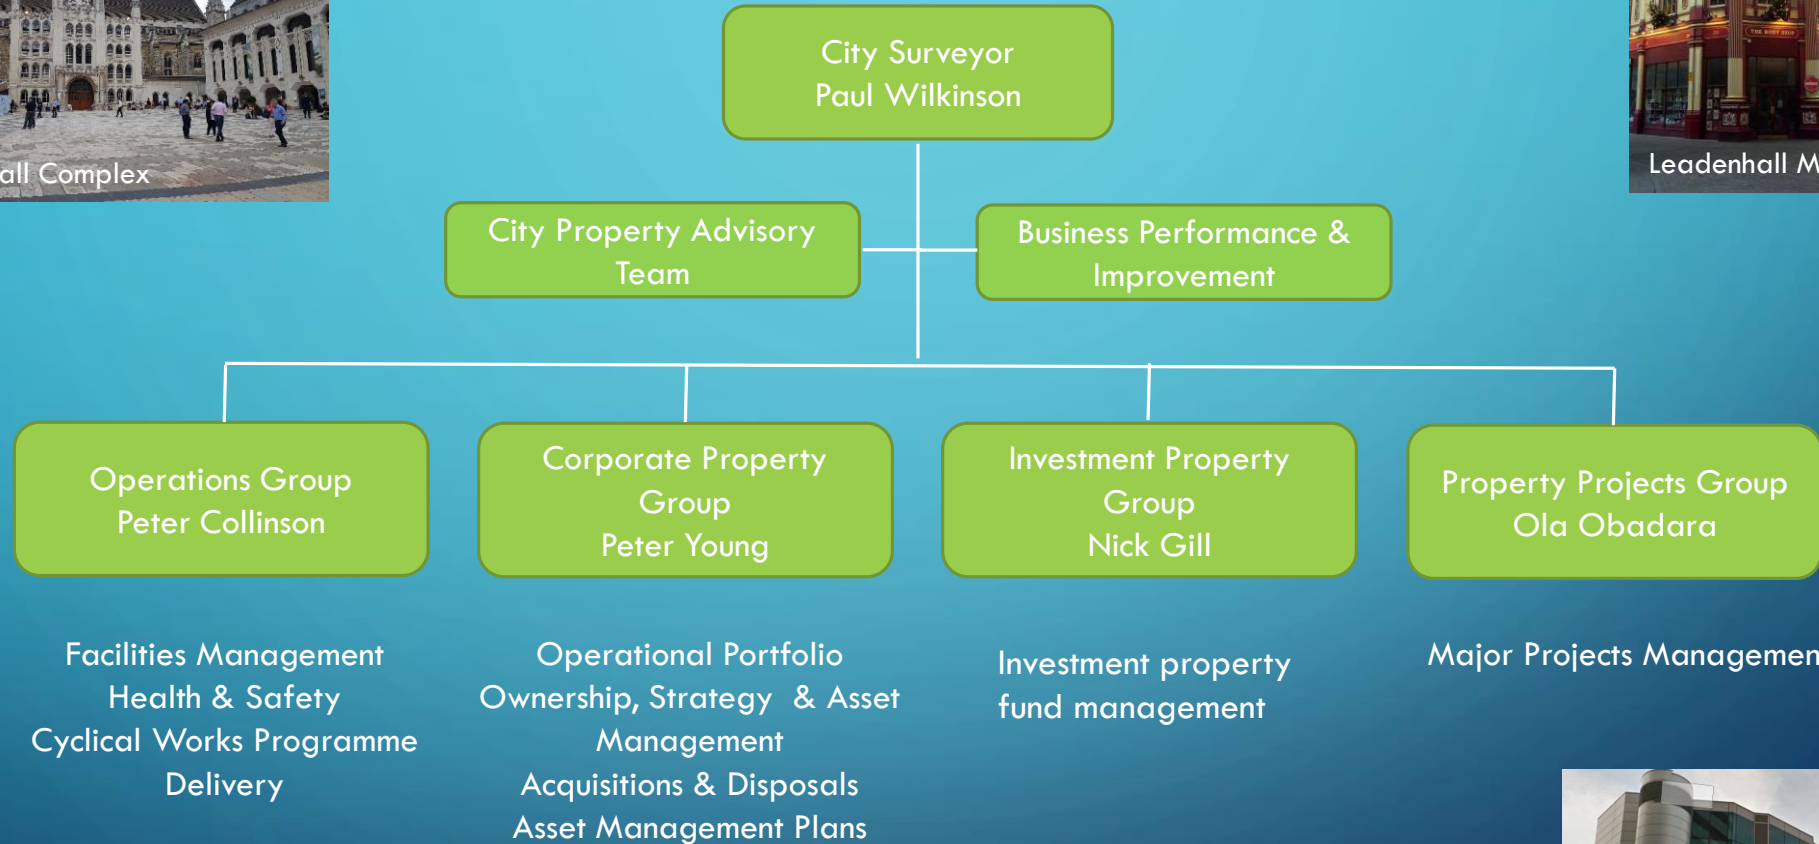 City Surveyor
Paul Wilkinson
THE BODY SHOP
Complex
Leadenhall
City Property Advisory
Team
Business Performance &
Improvement
Operations Group
Peter Collinson
Corporate Property
Group
Peter Young
Investment Property
Group
Nick Gill
Property Projects Group
Ola Obadara
Facilities Management
Health & Safety
Cyclical Works Programme
Delivery
Operational Portfolio
Ownership, Strategy & Asset
Management
Acquisitions & Disposals
Asset Management Plans
Investment property
fund management
Major Projects Managemen